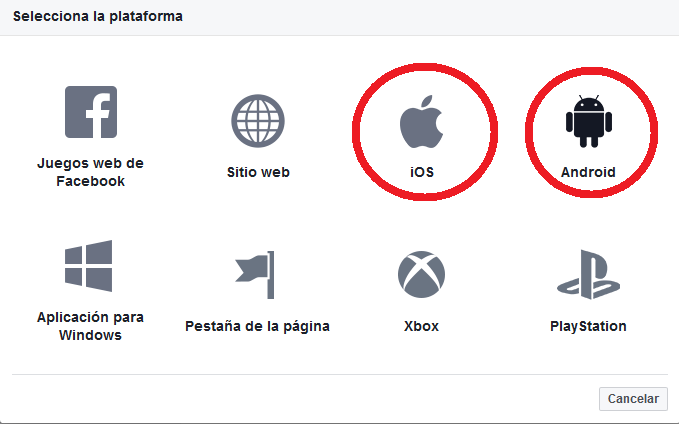 Selecciona la plataforma
Juegos web de
Facebook
Sitio web
iOS
Android
Aplicación para
Windows
Pestaña de la página
Xbox
PlayStation
Cancelar